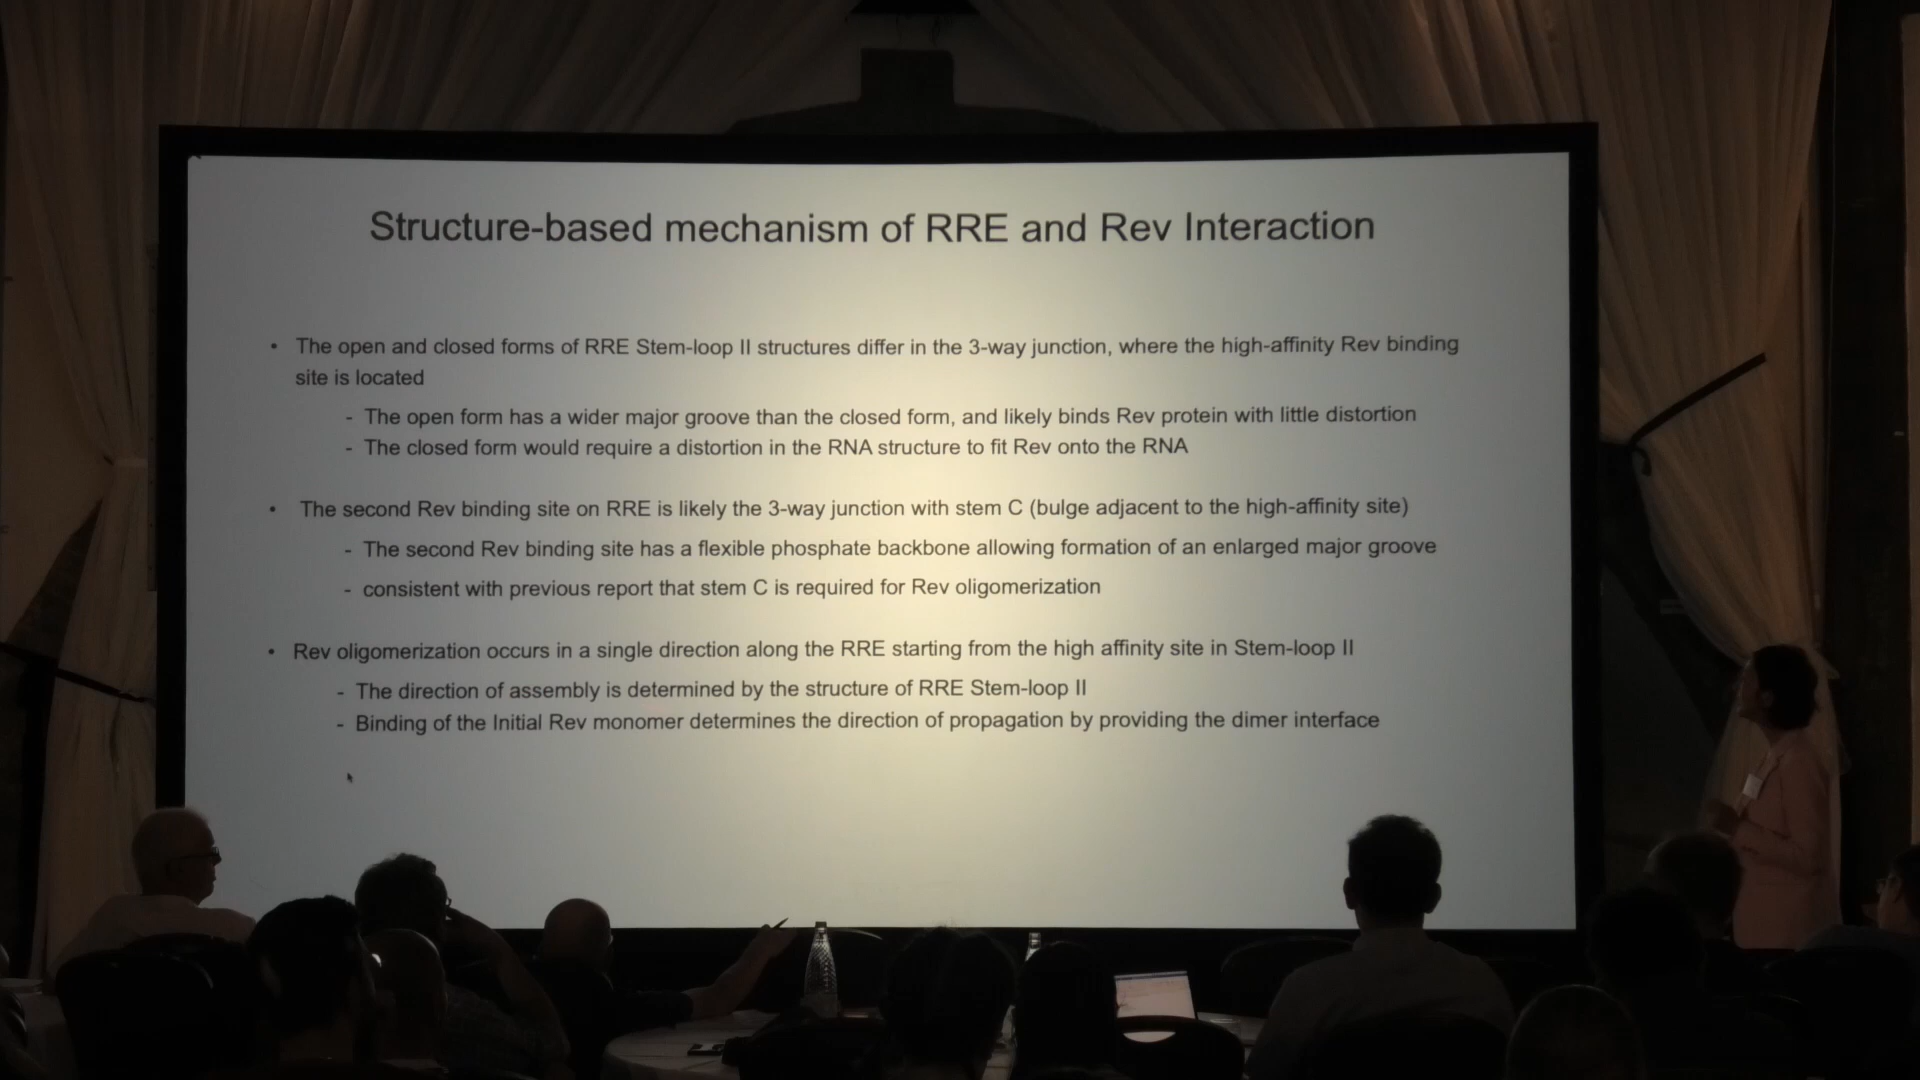 Structure-based mechanism of RRE and Rev Interaction
• The open and closed forms of RRE Stem-loop II structures differ in the 3-way junction, where the high-affinity Rev binding
site is located
- The open form has a wider major groove than the closed form, and likely binds Rev protein with little distortion
- The closed form would require a distortion in the RNA structure to fit Rev onto the RNA
• The second Rev binding site on RRE is likely the 3-way junction with stem C (bulge adjacent to the high-affinity site)
- The second Rev binding site has a flexible phosphate backbone allowing formation of an enlarged major groove
- consistent with previous report that stem C is required for Rev oligomerization
• Rev oligomerization occurs in a single direction along the RRE starting from the high affinity site in Stem-loop II
- The direction of assembly is determined by the structure of RRE Stem-loop II
- Binding of the Initial Rev monomer determines the direction of propagation by providing the dimer interface